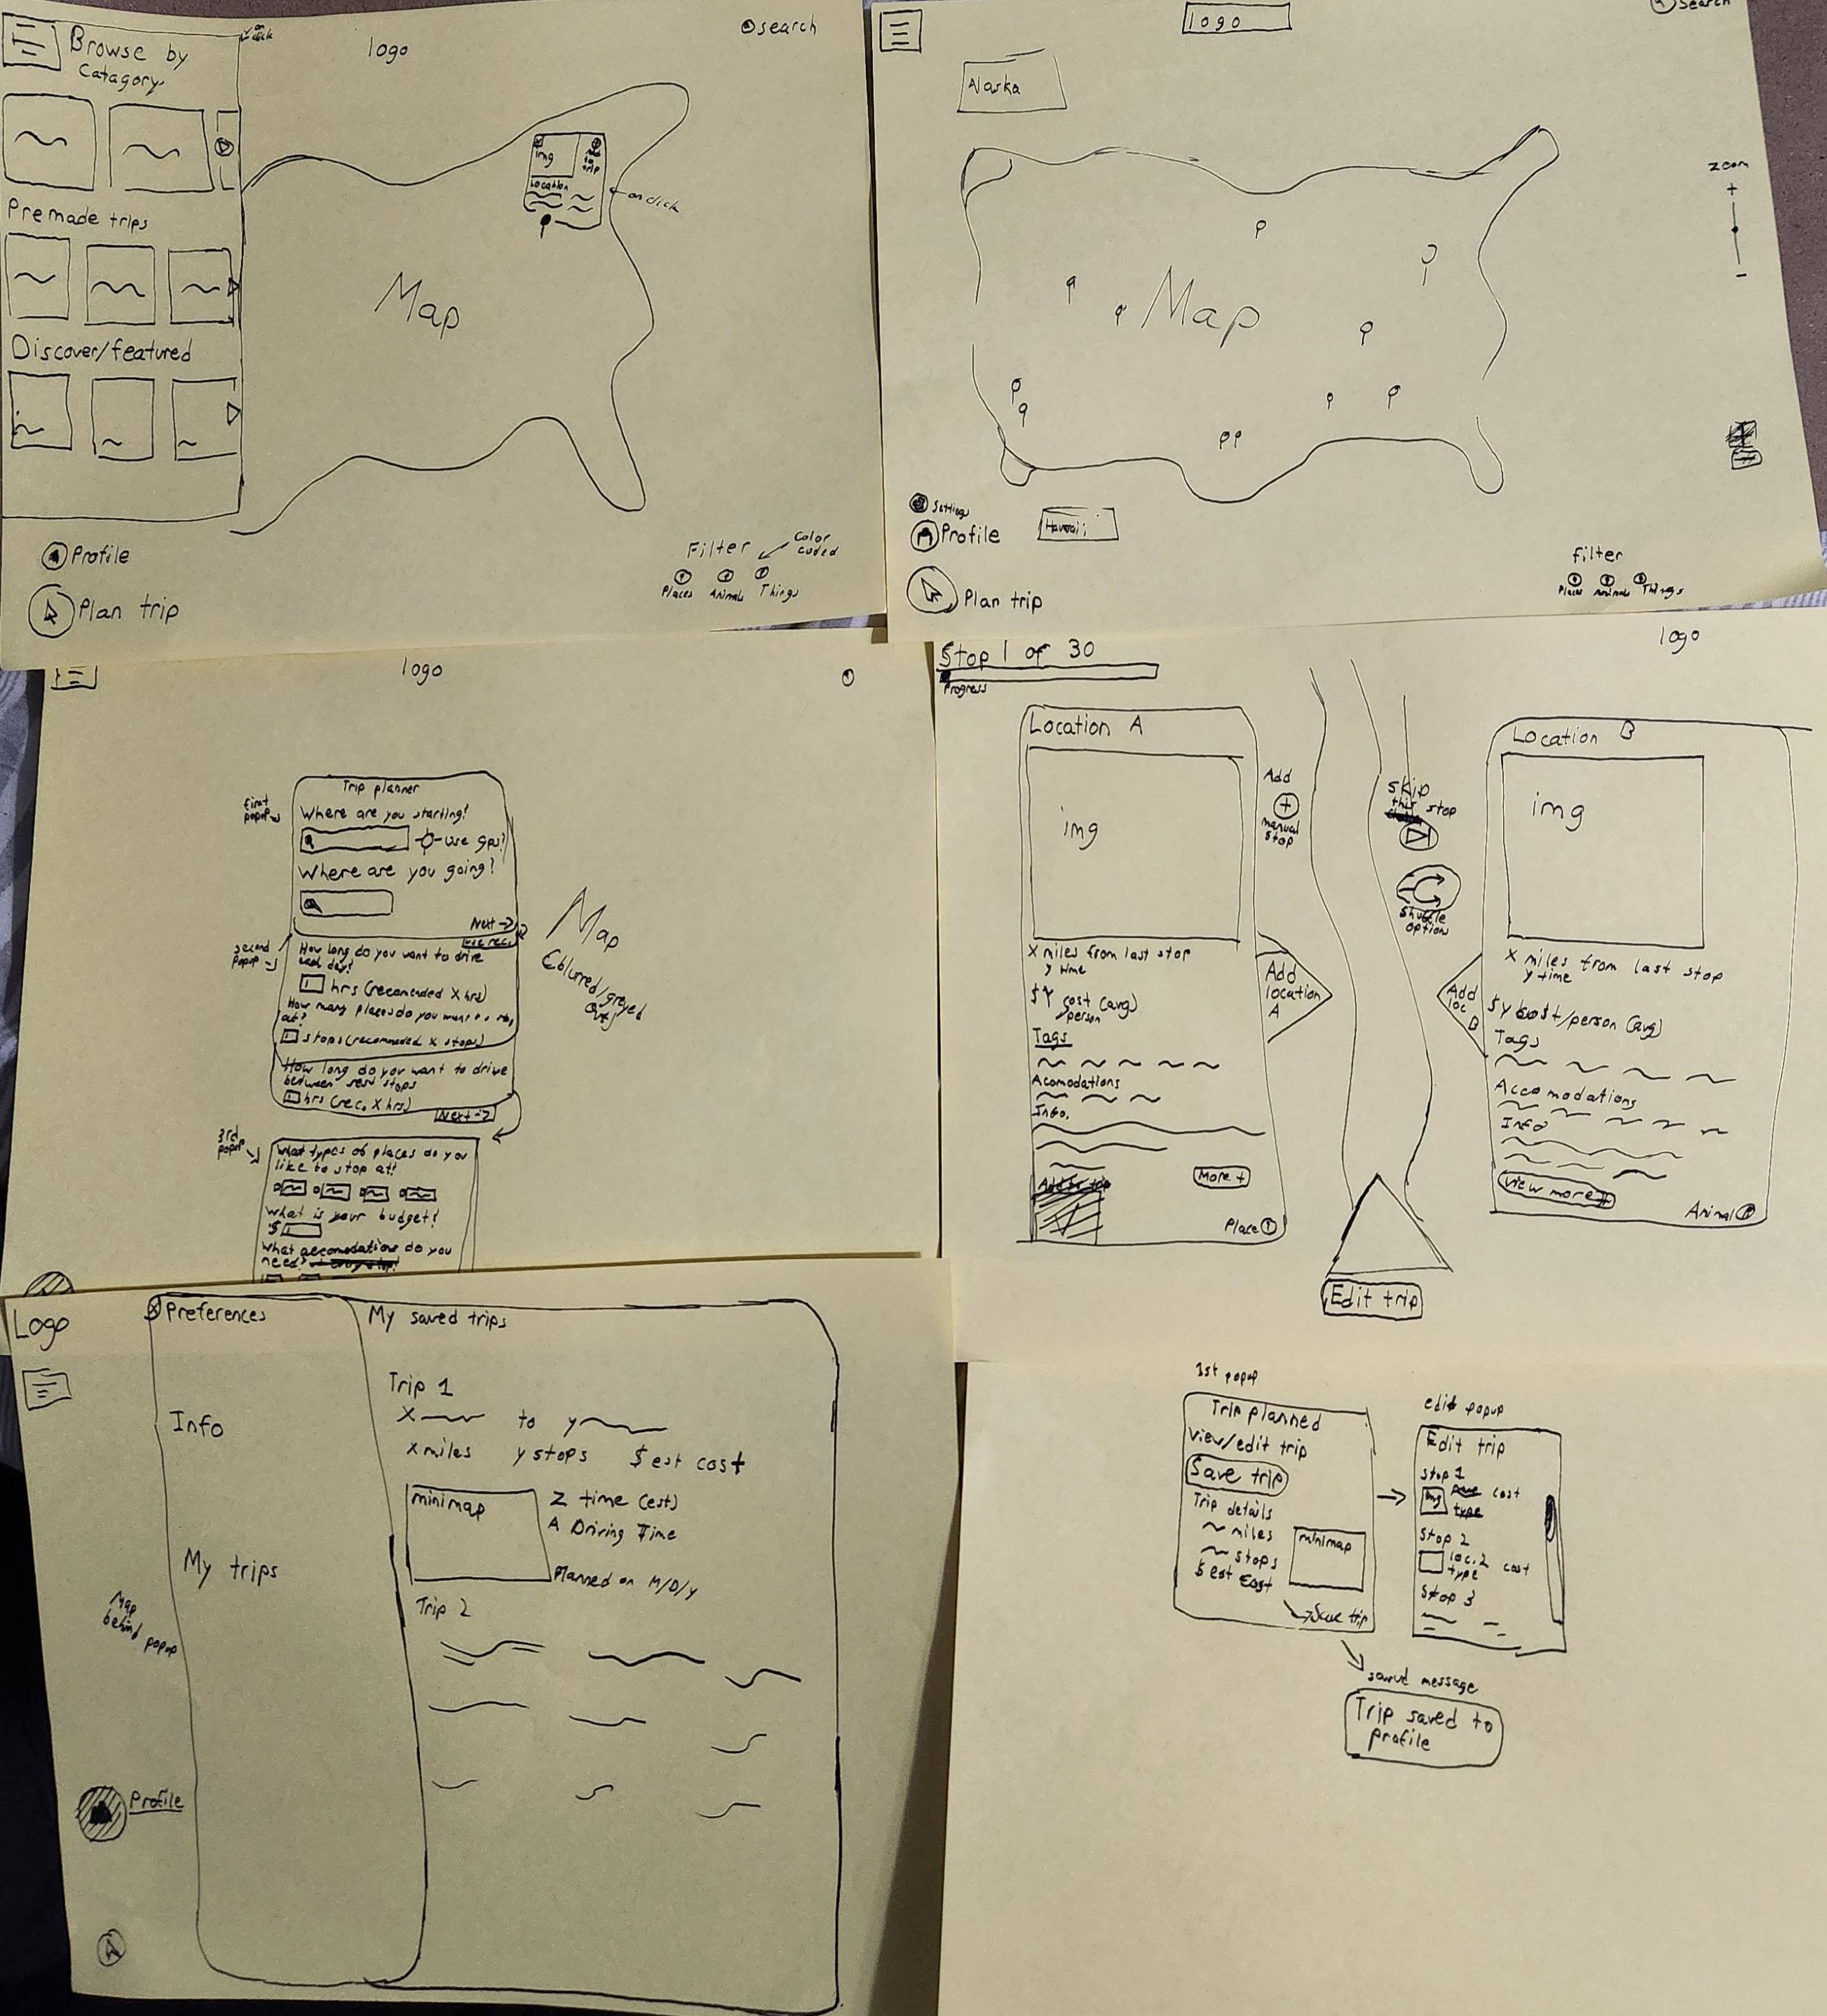 Browse by
Catagory
on
click
logo
search
img
Location
to
trip
on click
Premade trips
Map
Discover/featured
Profile
Plan trip
Filter
Color
coded
Places
Animals
Things
logo
Search
Alaska
zoom
+
-
Map
Settings
Profile
Hawaii
Plan trip
filter
Places
Animals
Things
logo
first
popup
Trip planner
Where are you starting?
use gps?
Where are you going?
Next →
second
popup
How long do you want to drive
each day?
hrs (recomended X hrs)
How many places do you want
at?
stops (recomended X stops)
How long do you want to drive
between rest stops
hrs (rec. X hrs)
Next →
Map
Blurred/greyed
out
3rd
popup
What types of places do you
like to stop at?
What is your budget?
$
What accomodations do you
need?
Stop 1 of 30
Progress
logo
Location A
img
Add
+
manual
stop
X miles from last stop
y time
$Y cost (avg)
person
Tags
Acomodations
Info.
More +
Place
Add
location
A
skip
this stop
Shuffle
option
Location B
img
X miles from last stop
y time
$y cost/person (avg)
Tags
Accomodations
Info
View more +
Animal
Add
loc
B
Edit trip
Logo
X
Preferences
Info
My trips
Map
behind popup
Profile
My saved trips
Trip 1
X to y
x miles y stops $ est cost
minimap
Z time (est)
A Driving Time
Planned on M/D/Y
Trip 2
1st popup
Trip planned
view/edit trip
Save trip
Trip details
miles
stops
$ est cost
minimap
→ Save trip
edit popup
Edit trip
stop 1
img
cost
type
Stop 2
loc. 2 cost
type
Stop 3
saved message
Trip saved to
profile